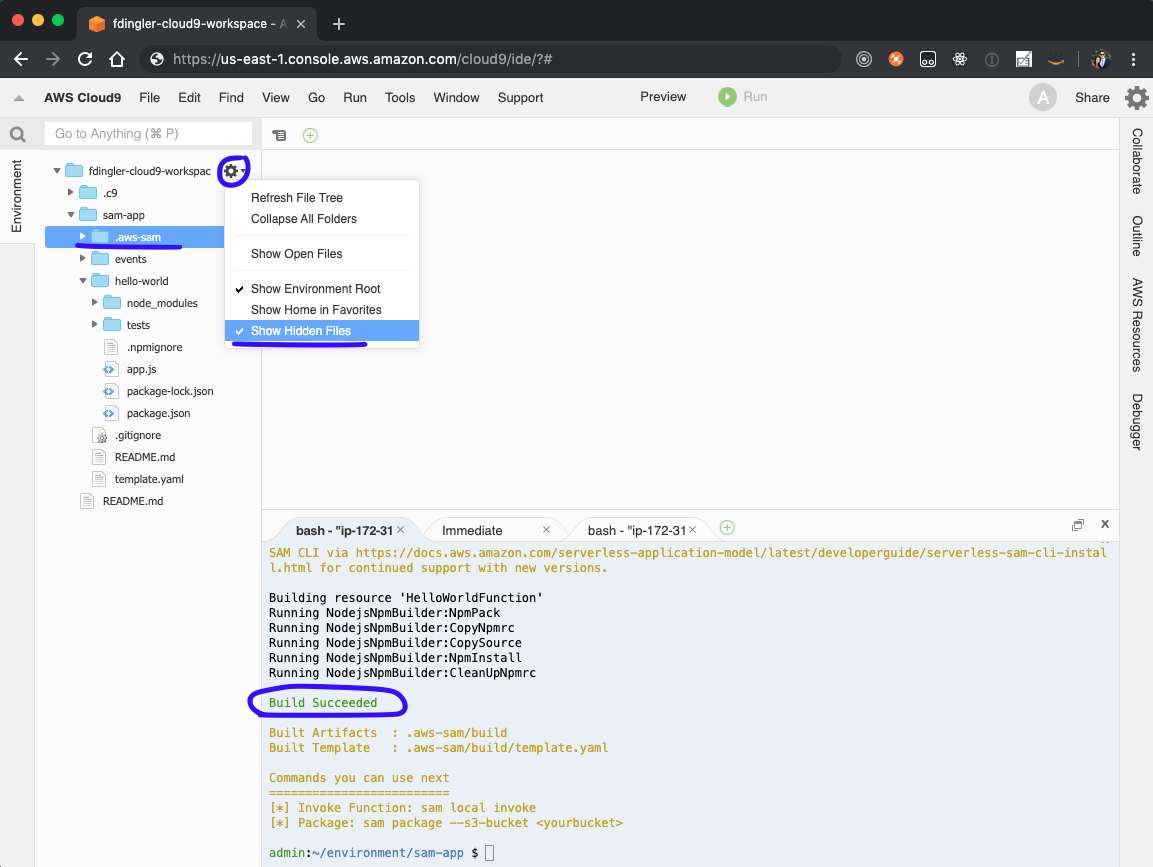 fdingler-cloud9-workspace - A
https://us-east-1.console.aws.amazon.com/cloud9/ide/?#
AWS Cloud9 File Edit Find View Go Run Tools Window Support Preview Run A Share
Go to Anything (⌘ P)
Environment
fdingler-cloud9-workspac
.c9
sam-app
.aws-sam
events
hello-world
node_modules
tests
.npmignore
app.js
package-lock.json
package.json
.gitignore
README.md
template.yaml
README.md
Refresh File Tree
Collapse All Folders
Show Open Files
Show Environment Root
Show Home in Favorites
Show Hidden Files
Collaborate
Outline
AWS Resources
Debugger
bash - "ip-172-31 Immediate bash - "ip-172-31
SAM CLI via https://docs.aws.amazon.com/serverless-application-model/latest/developerguide/serverless-sam-cli-instal
l.html for continued support with new versions.
Building resource 'HelloWorldFunction'
Running NodejsNpmBuilder:NpmPack
Running NodejsNpmBuilder:CopyNpmrc
Running NodejsNpmBuilder:CopySource
Running NodejsNpmBuilder:NpmInstall
Running NodejsNpmBuilder:CleanUpNpmrc
Build Succeeded
Built Artifacts  : .aws-sam/build
Built Template   : .aws-sam/build/template.yaml
Commands you can use next
=========================
[*] Invoke Function: sam local invoke
[*] Package: sam package --s3-bucket <yourbucket>
admin:~/environment/sam-app $